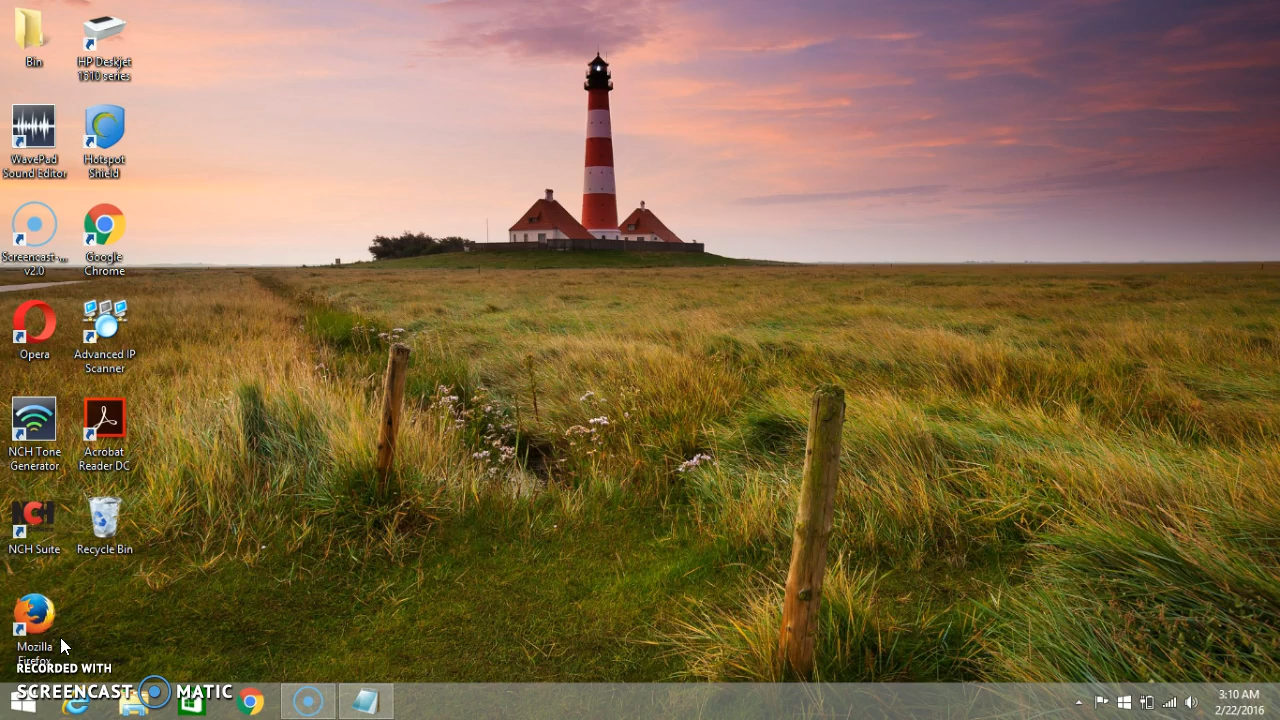 Bin
HP Deskjet
1510 series
WavePad
Sound Editor
Hotspot
Shield
Screencast-...
v2.0
Google
Chrome
Opera
Advanced IP
Scanner
NCH Tone
Generator
Acrobat
Reader DC
NCH
NCH Suite
Recycle Bin
Mozilla
Firefox
RECORDED WITH
SCREENCAST MATIC
3:10 AM
2/22/2016